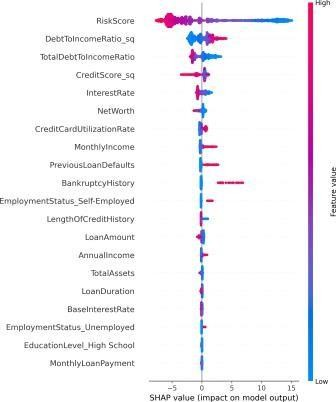 High
RiskScore
DebtToIncomeRatio_sq
TotalDebtToIncomeRatio
CreditScore_sq
InterestRate
NetWorth
CreditCardUtilizationRate
MonthlyIncome
PreviousLoanDefaults
BankruptcyHistory
EmploymentStatus_Self-Employed
LengthOfCreditHistory
LoanAmount
AnnualIncome
TotalAssets
LoanDuration
BaseInterestRate
EmploymentStatus_Unemployed
EducationLevel_High School
MonthlyLoanPayment
Feature value
Low
−5 0 5 10 15
SHAP value (impact on model output)